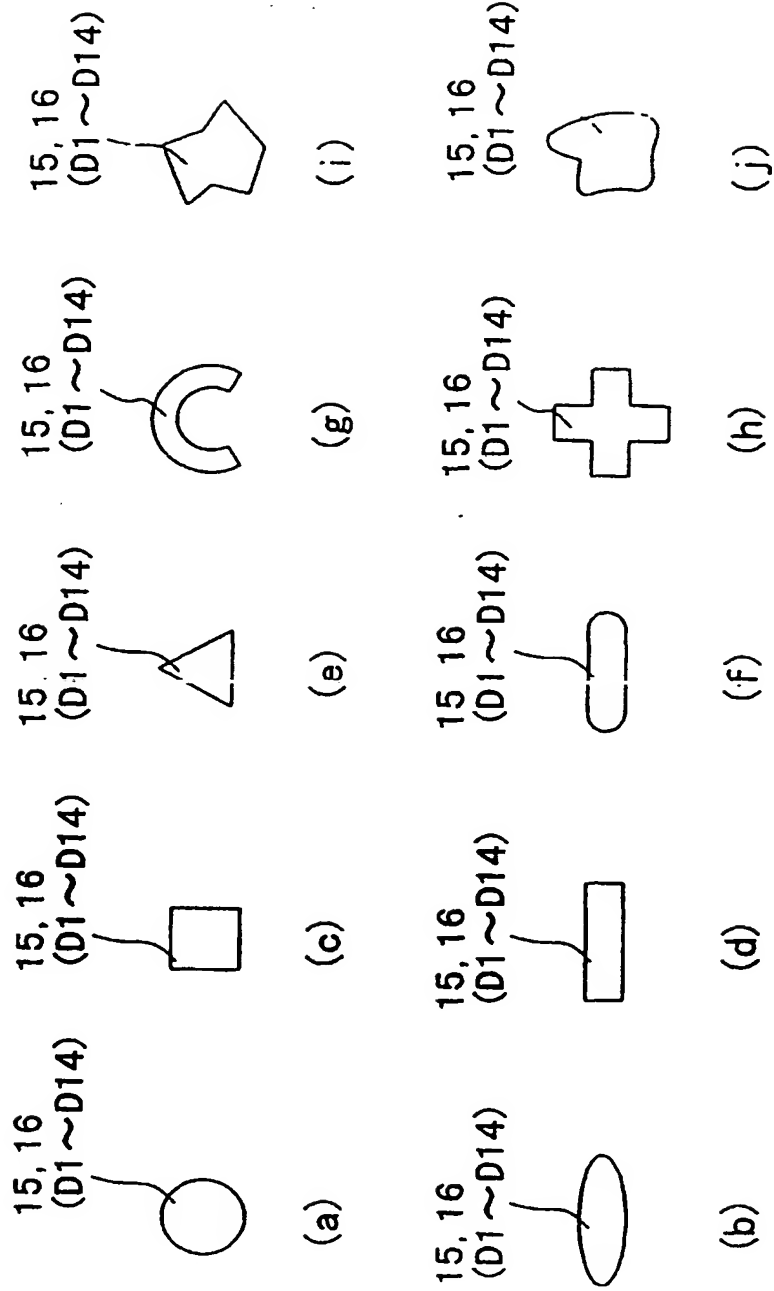 15, 16
(D1~D14)
(a)
15, 16
(D1~D14)
(c)
15. 16
(D1~D14)
(e)
15, 16
(D1~D14)
(g)
15, 16
(D1~D14)
(i)
15, 16
(D1~D14)
(b)
15, 16
(D1~D14)
(d)
15 16
(D1~D14)
(f)
15, 16
(D1~D14)
(h)
15, 16
(D1~D14)
(j)